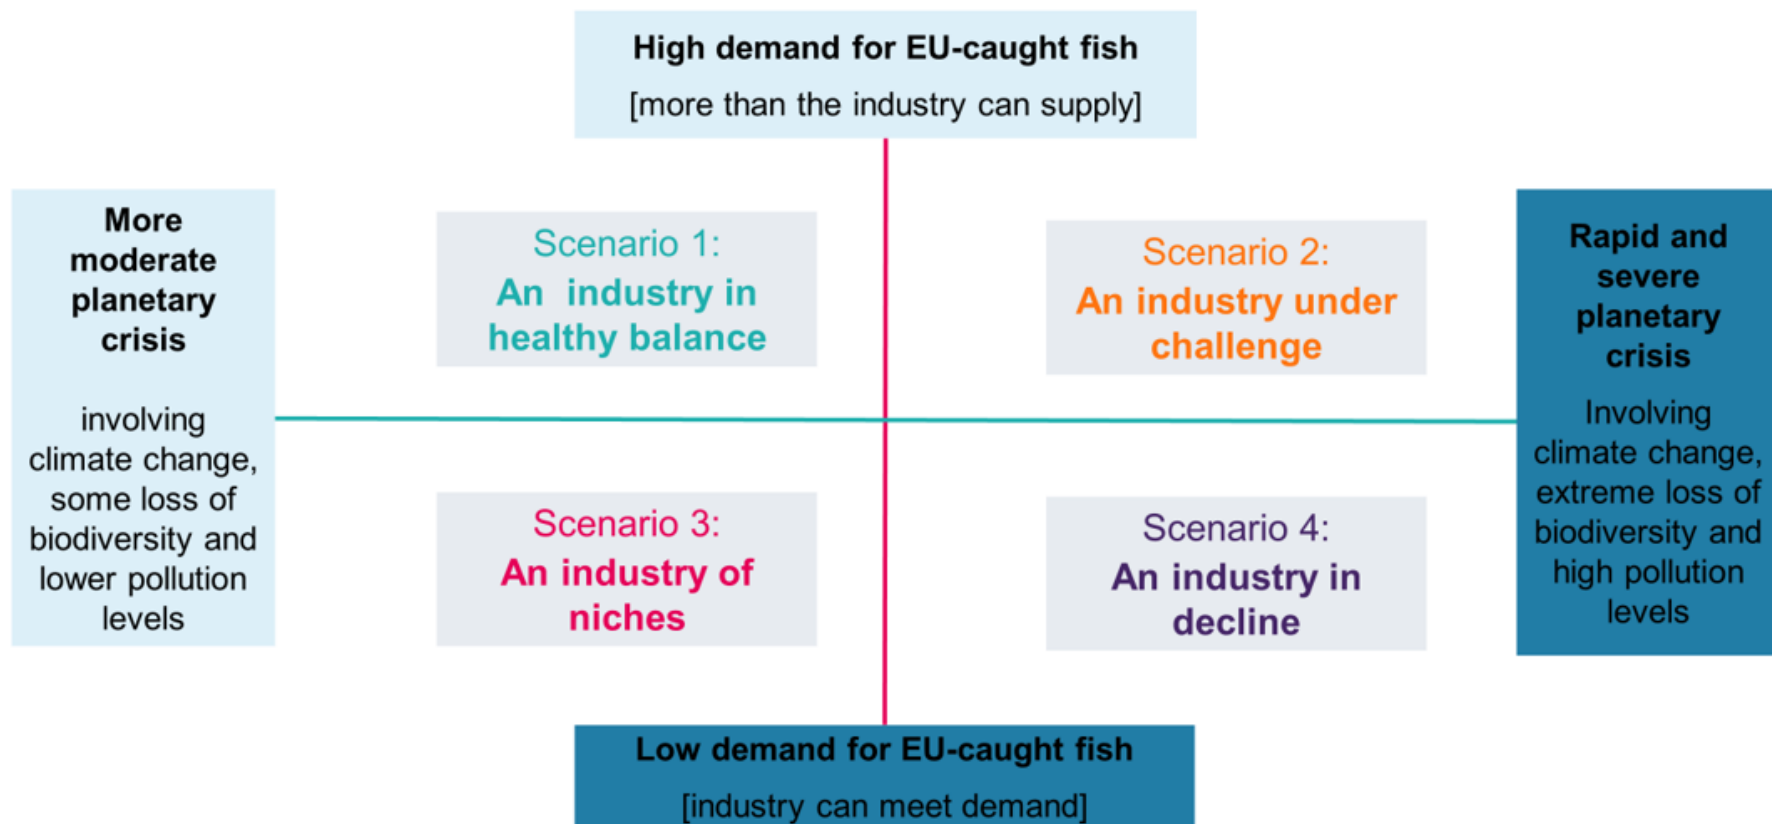 High demand for EU-caught fish
[more than the industry can supply]
More
moderate
planetary
crisis
involving
climate change,
some loss of
biodiversity and
lower pollution
levels
Scenario 1:
An industry in
healthy balance
Scenario 2:
An industry under
challenge
Rapid and
severe
planetary
crisis
Involving
climate change,
extreme loss of
biodiversity and
high pollution
levels
Scenario 3:
An industry of
niches
Scenario 4:
An industry in
decline
Low demand for EU-caught fish
[industry can meet demand]